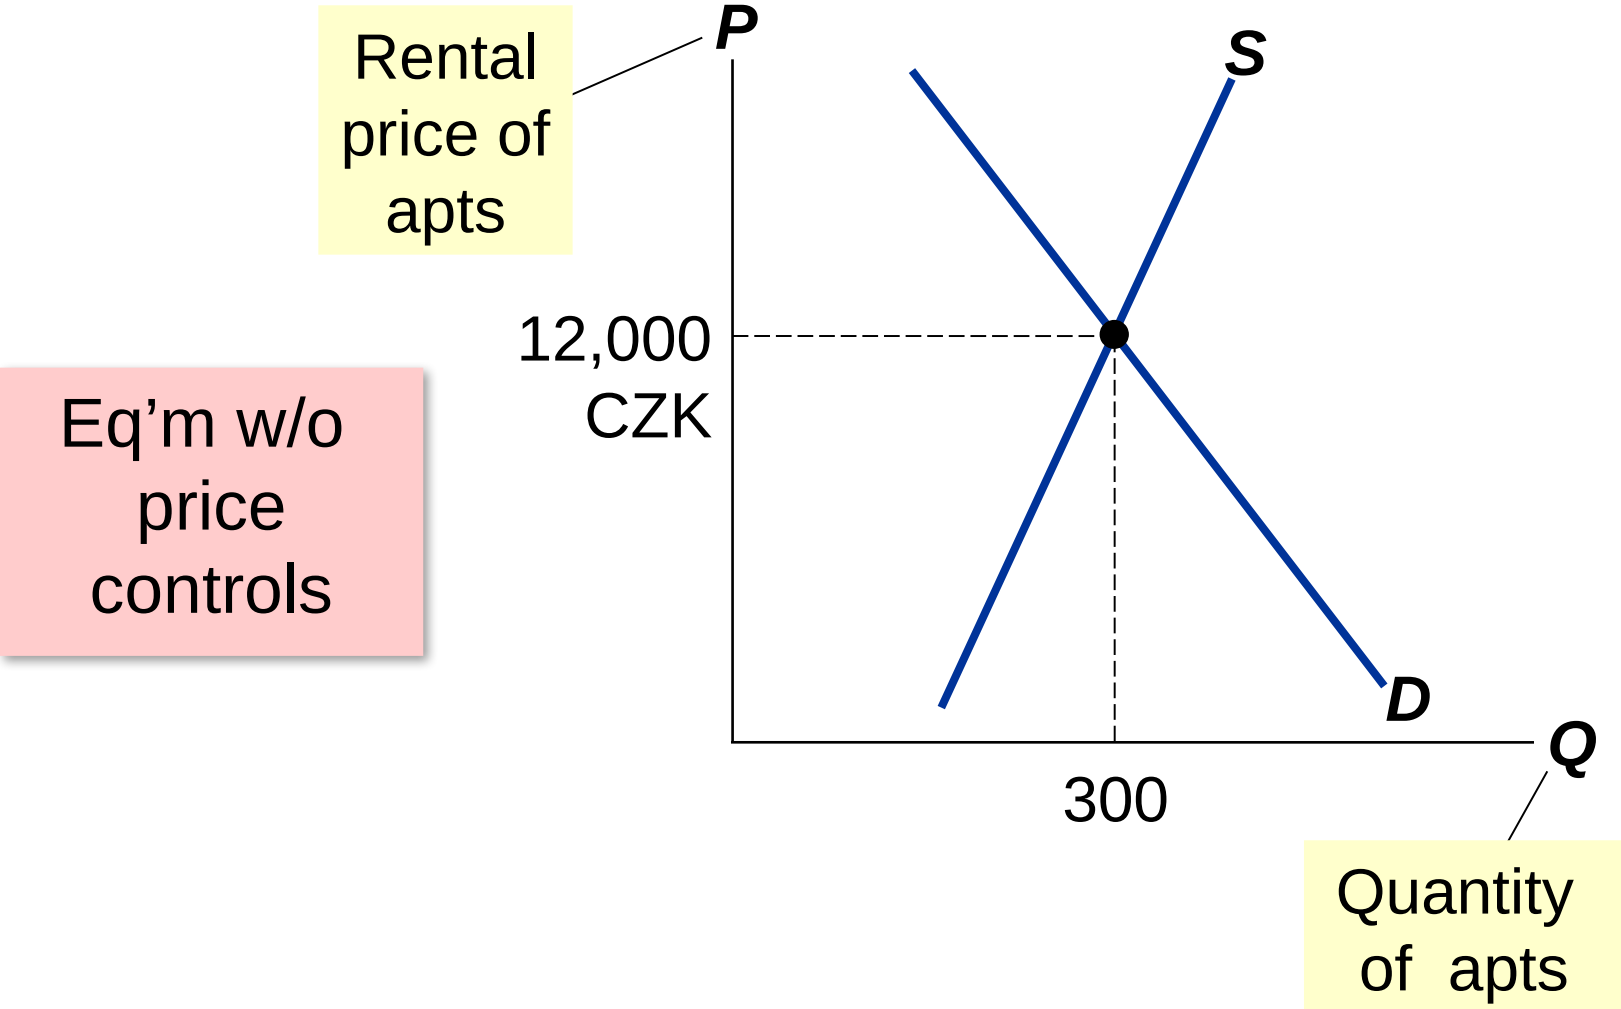 Rental
price of
apts
P
S
12,000
CZK
Eq’m w/o
price
controls
D
Q
300
Quantity
of apts